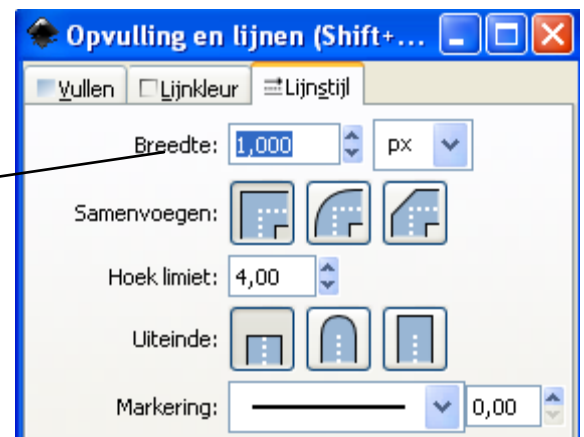 Opvulling en lijnen (Shift+...
Vullen Lijnkleur Lijnstijl
Breedte: 1,000 px
Samenvoegen:
Hoek limiet: 4,00
Uiteinde:
Markering: 0,00